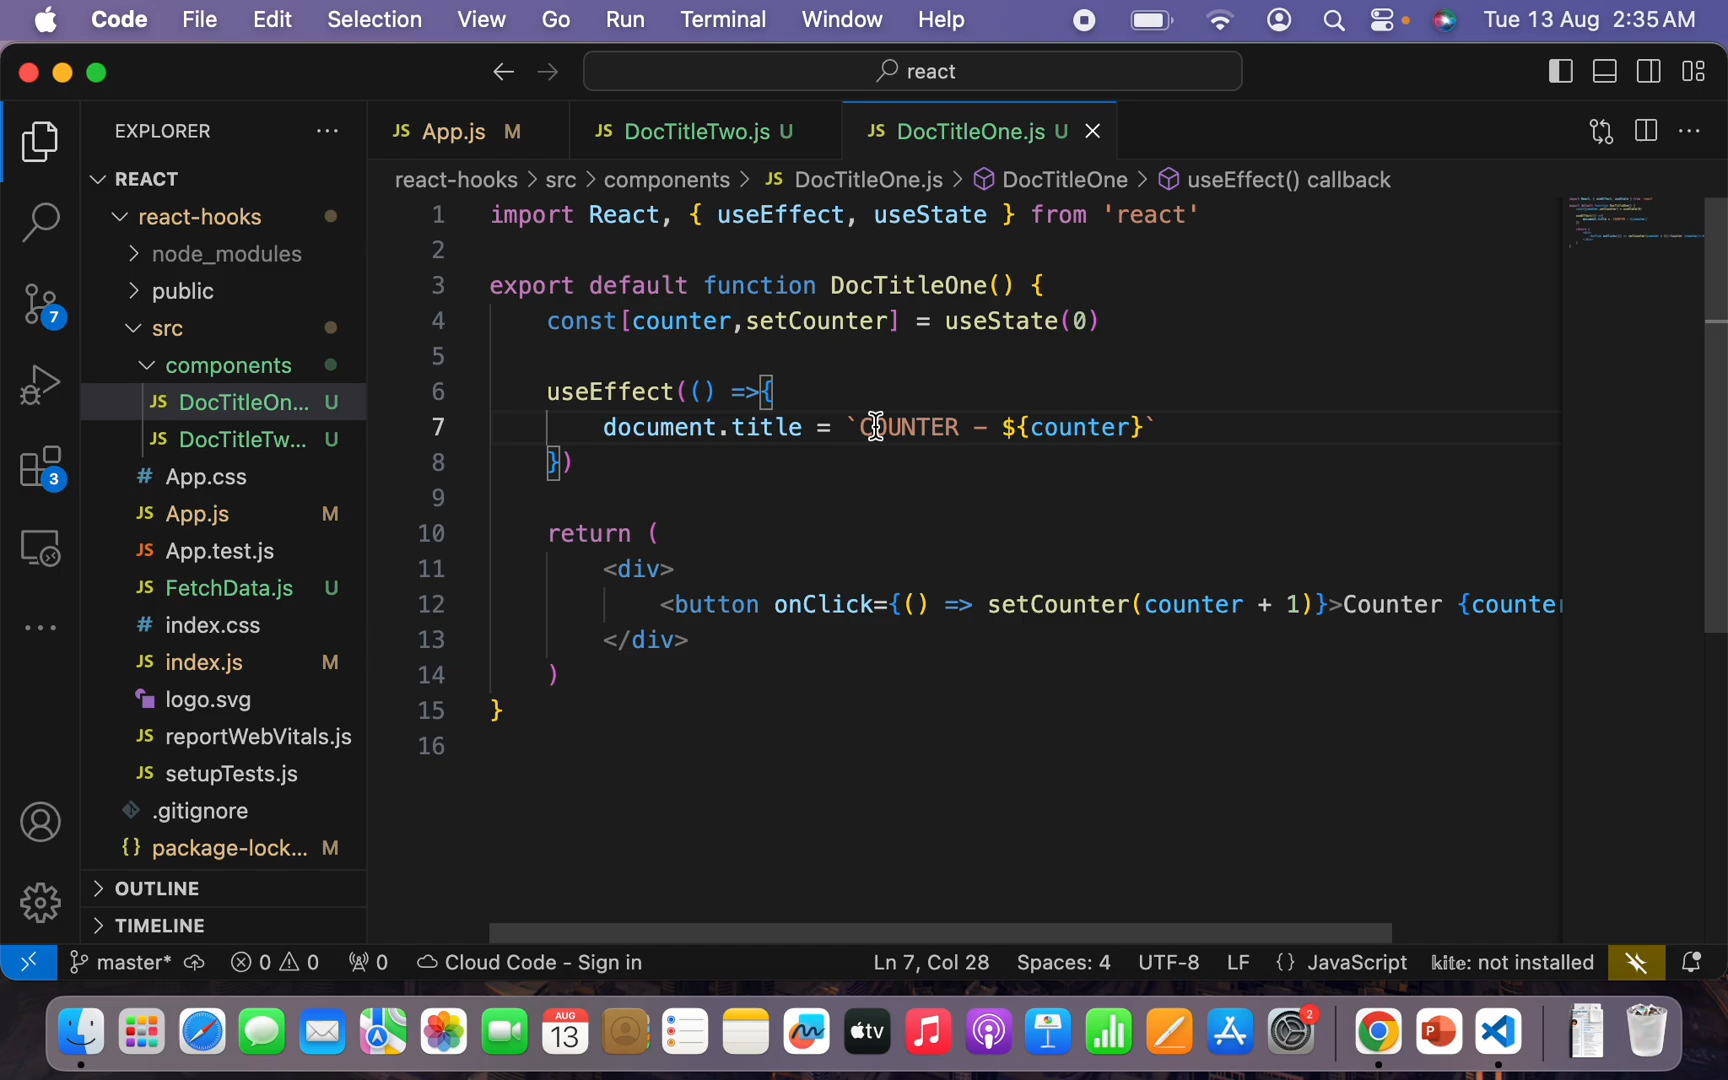 Code File Edit Selection View Go Run Terminal Window Help Tue 13 Aug 2:35 AM
react
EXPLORER
REACT
react-hooks
node_modules
public
src
components
JS DocTitleOn... U
JS DocTitleTw... U
# App.css
JS App.js M
JS App.test.js
JS FetchData.js U
# index.css
JS index.js M
logo.svg
JS reportWebVitals.js
JS setupTests.js
.gitignore
{} package-lock... M
OUTLINE
TIMELINE
7
3
JS App.js M JS DocTitleTwo.js U JS DocTitleOne.js U
react-hooks > src > components > JS DocTitleOne.js > DocTitleOne > useEffect() callback
1 import React, { useEffect, useState } from 'react'
2
3 export default function DocTitleOne() {
4 const[counter,setCounter] = useState(0)
5
6 useEffect(() =>{
7 document.title = `COUNTER - ${counter}`
8 })
9
10 return (
11 <div>
12 <button onClick={() => setCounter(counter + 1)}>Counter {counter
13 </div>
14 )
15 }
16
master* 0 0 0 Cloud Code - Sign in Ln 7, Col 28 Spaces: 4 UTF-8 LF {} JavaScript kite: not installed
AUG
13
tv
2